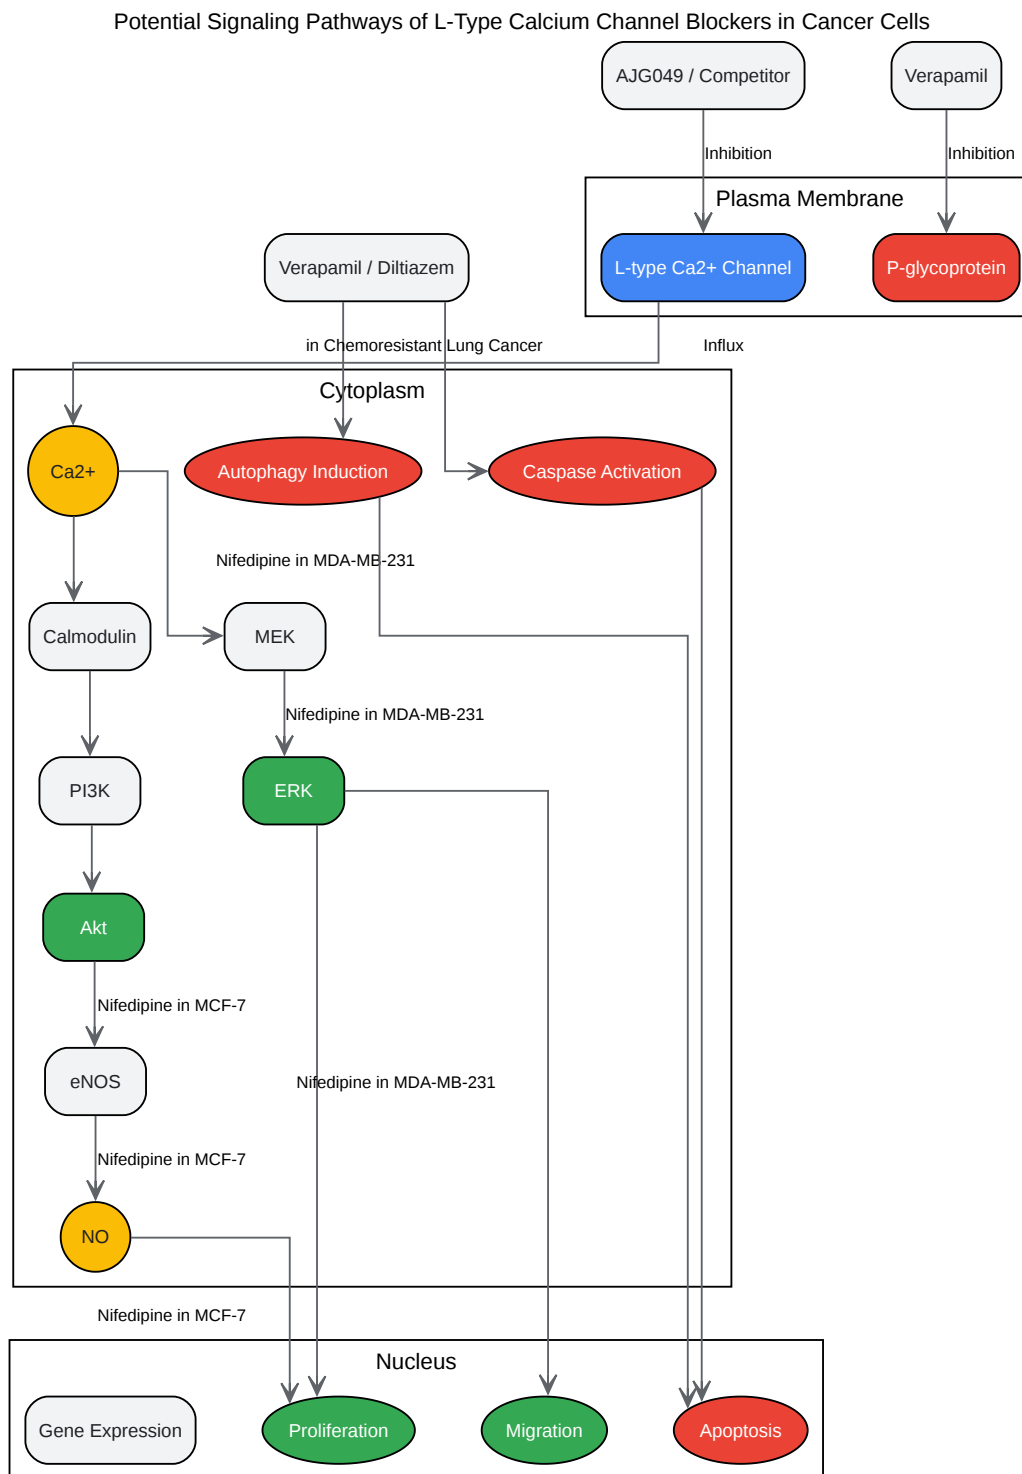 Potential Signaling Pathways of L-Type Calcium Channel Blockers in Cancer Cells
AJG049 / Competitor
Verapamil
Inhibition
Inhibition
Plasma Membrane
Verapamil / Diltiazem
L-type Ca2+ Channel
P-glycoprotein
in Chemoresistant Lung Cancer
Influx
Cytoplasm
Ca2+
Autophagy Induction
Caspase Activation
Nifedipine in MDA-MB-231
Calmodulin
MEK
Nifedipine in MDA-MB-231
PI3K
ERK
Akt
Nifedipine in MCF-7
eNOS
Nifedipine in MDA-MB-231
Nifedipine in MCF-7
NO
Nifedipine in MCF-7
Nucleus
Gene Expression
Proliferation
Migration
Apoptosis